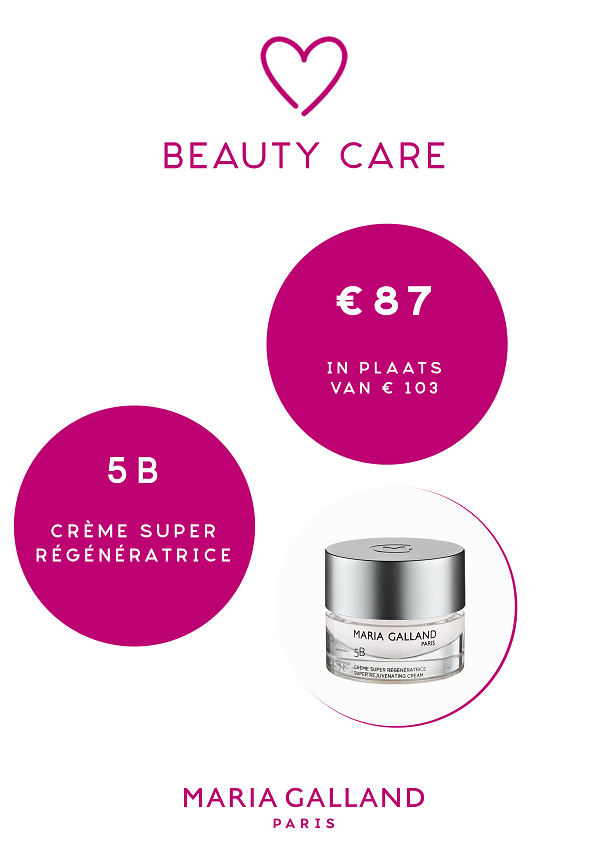 BEAUTY CARE
€ 87
IN PLAATS
VAN € 103
5B
CRÈME SUPER
RÉGÉNÉRATRICE
MARIA GALLAND
PARIS
5B
CRÈME SUPER RÉGÉNÉRATRICE
SUPER REJUVENATING CREAM
MARIA GALLAND
PARIS